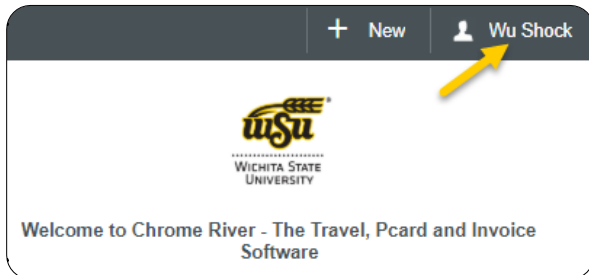 + New Wu Shock
wsu
WICHITA STATE
UNIVERSITY
Welcome to Chrome River - The Travel, Pcard and Invoice
Software